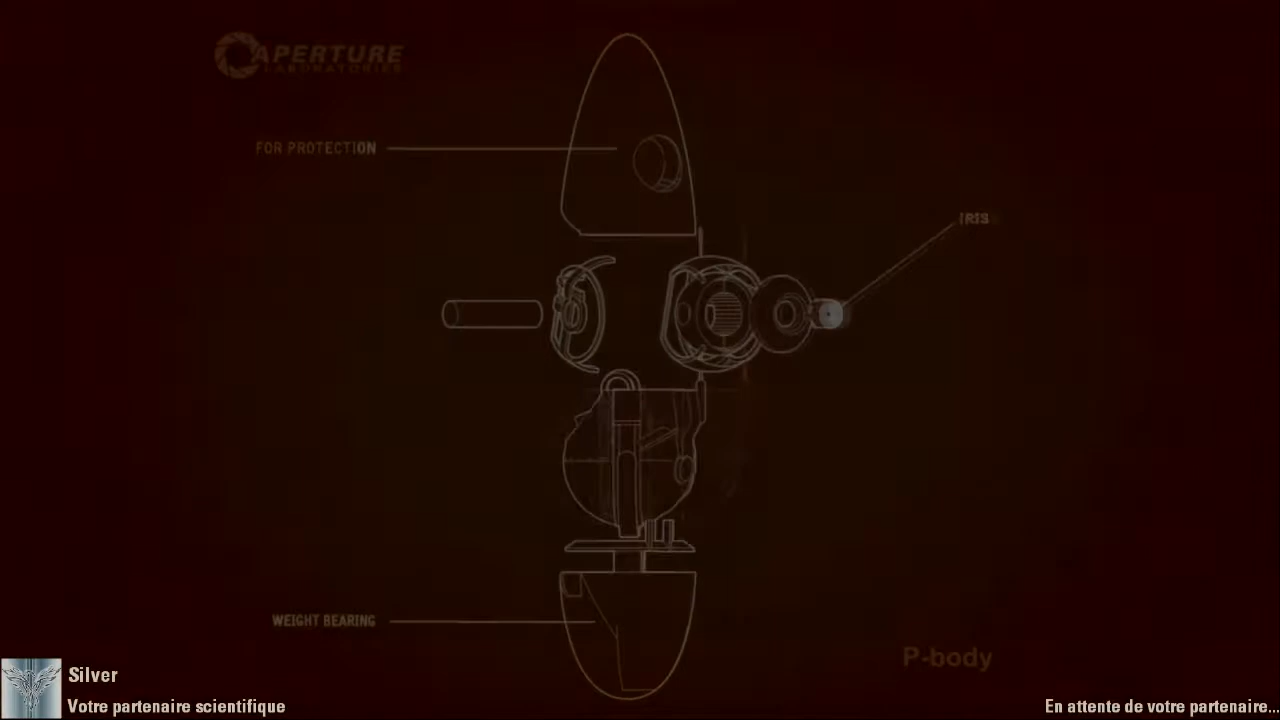 APERTURE
LABORATORIES
FOR PROTECTION
IRIS
WEIGHT BEARING
P-body
Silver
Votre partenaire scientifique
En attente de votre partenaire...